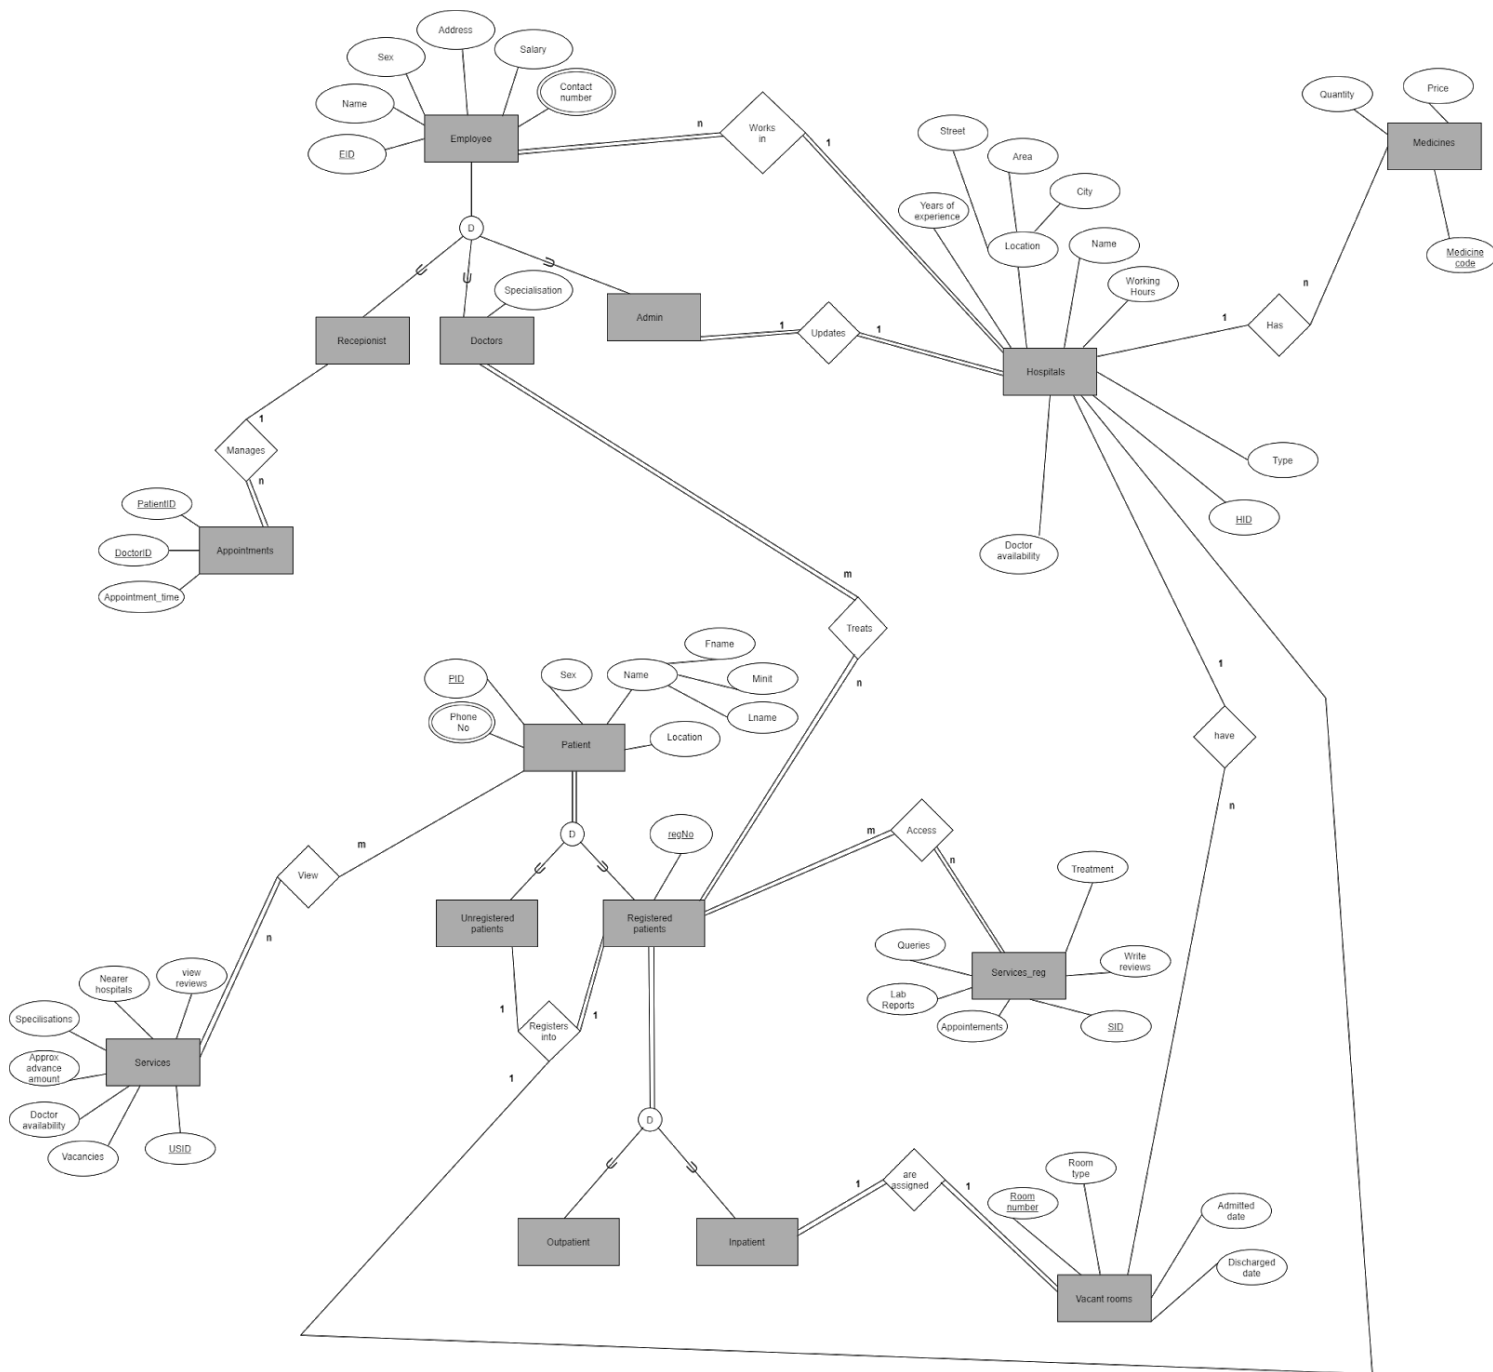 Address
Salary
Sex
Contact
number
Name
EID
Employee
n
Works
in
1
Street
Area
City
Years of
experience
Location
Name
Working
Hours
Quantity
Price
Medicines
Medicine
code
n
Has
1
D
U
U
U
Specialisation
Recepionist
Doctors
Admin
1
Updates
1
Hospitals
Type
HID
Doctor
availability
1
Manages
n
PatientID
DoctorID
Appointment_time
Appointments
m
Treats
n
Fname
Minit
Lname
Name
Sex
PID
Phone
No
Patient
Location
1
have
n
D
U
U
regNo
m
View
n
Unregistered
patients
Registered
patients
m
Access
n
Treatment
Queries
Write
reviews
Lab
Reports
Services_reg
Appointements
SID
Nearer
hospitals
view
reviews
Specilisations
Approx
advance
amount
Services
Doctor
availability
Vacancies
USID
1
Registers
into
1
1
D
U
U
Outpatient
Inpatient
1
are
assigned
1
Room
number
Room
type
Admitted
date
Discharged
date
Vacant rooms